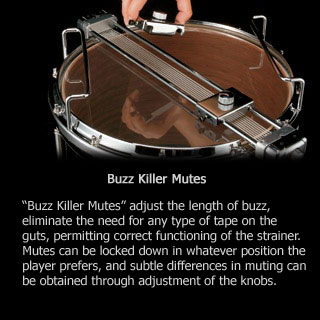 Buzz Killer Mutes
“Buzz Killer Mutes” adjust the length of buzz,
eliminate the need for any type of tape on the
guts, permitting correct functioning of the strainer.
Mutes can be locked down in whatever position the
player prefers, and subtle differences in muting can
be obtained through adjustment of the knobs.